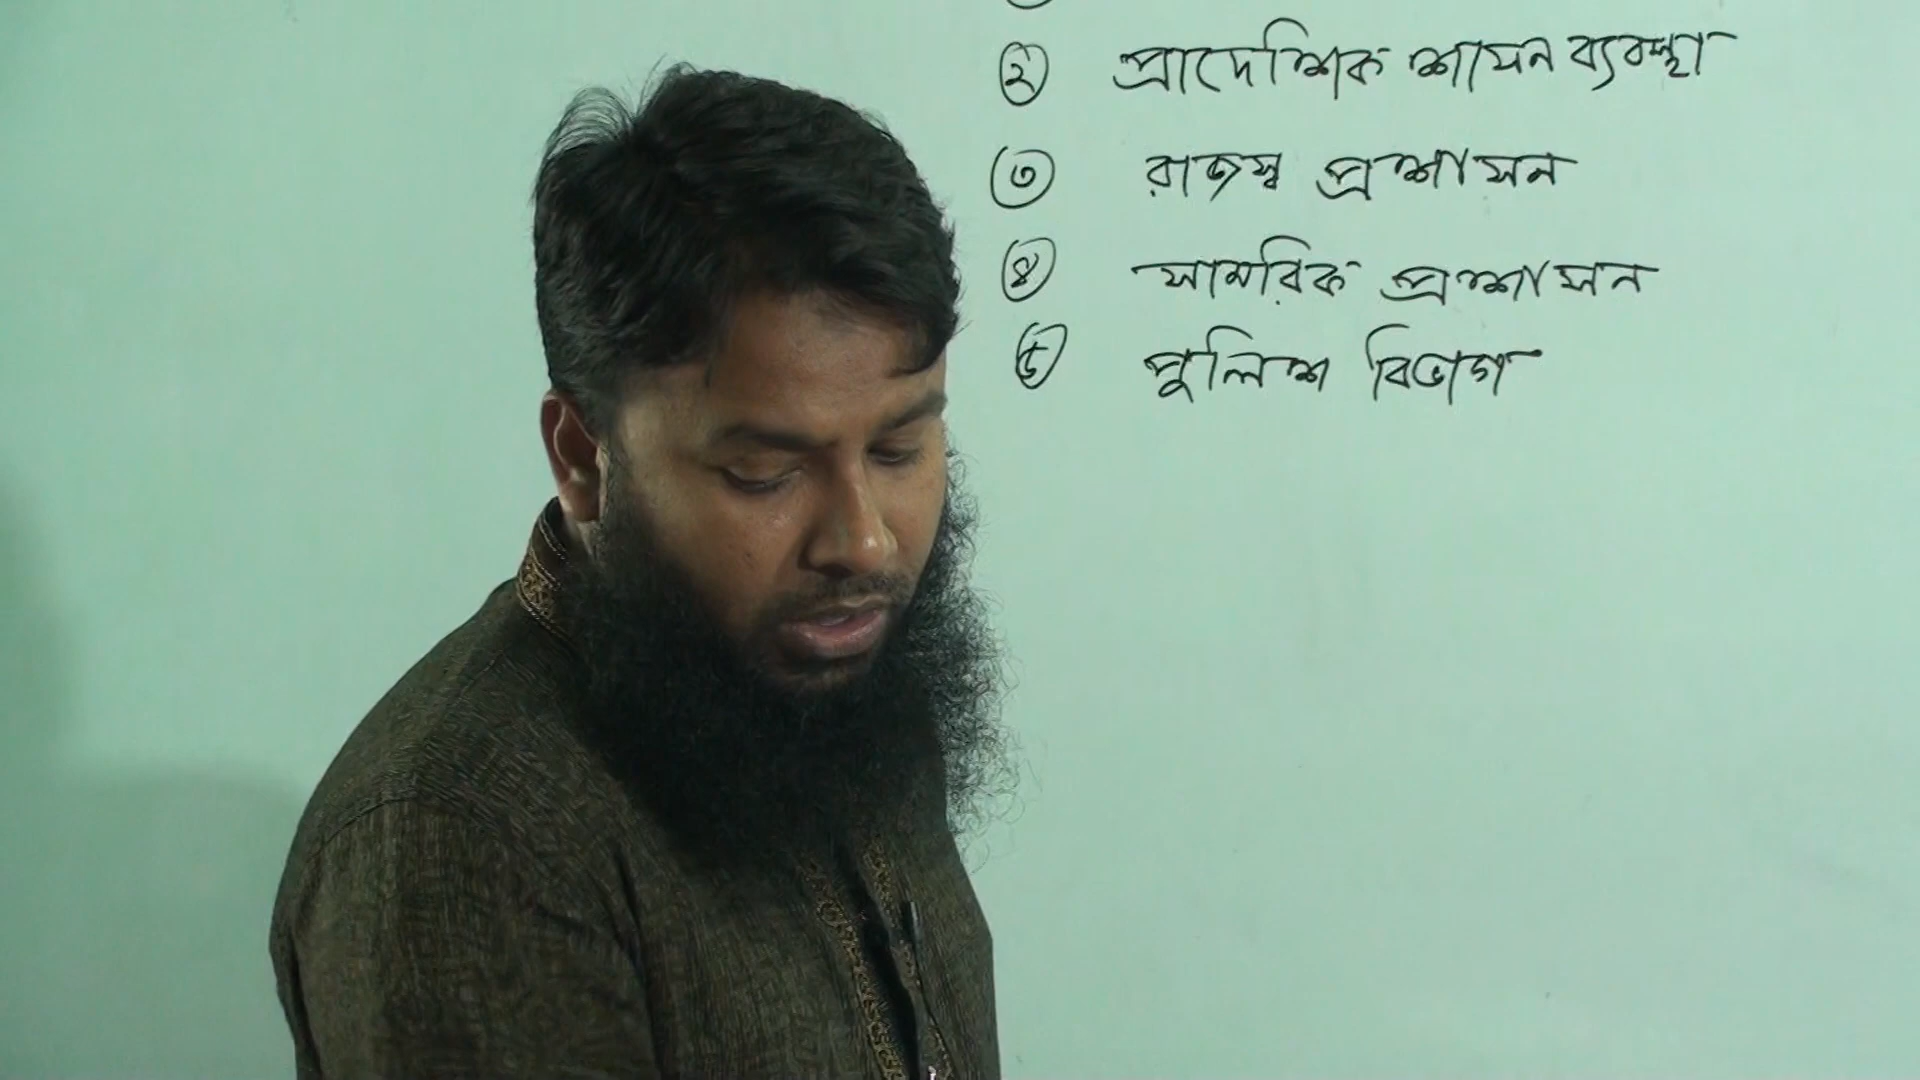 ২ প্রাদেশিক শাসন ব্যবস্থা
৩ রাজস্ব প্রশাসন
৪ সামরিক প্রশাসন
৫ পুলিশ বিভাগ